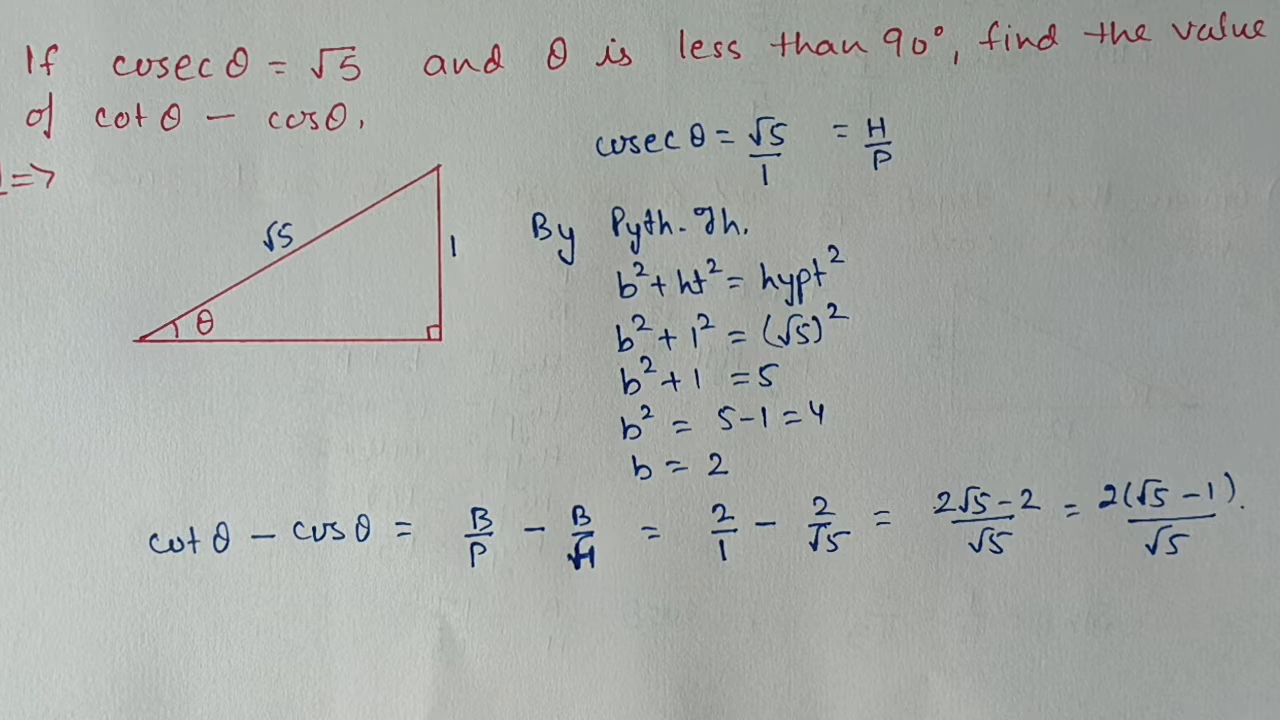 If cosec θ = √5 and θ is less than 90°, find the value
of cot θ - cosθ.
=>
cosec θ = √5/1 = H/P
√5
1
θ
By Pyth. Th.
b² + ht² = hypt²
b² + 1² = (√5)²
b² + 1 = 5
b² = 5-1 = 4
b = 2
cot θ - cos θ = B/P - B/H = 2/1 - 2/√5 = 2√5-2/√5 = 2(√5-1)/√5.